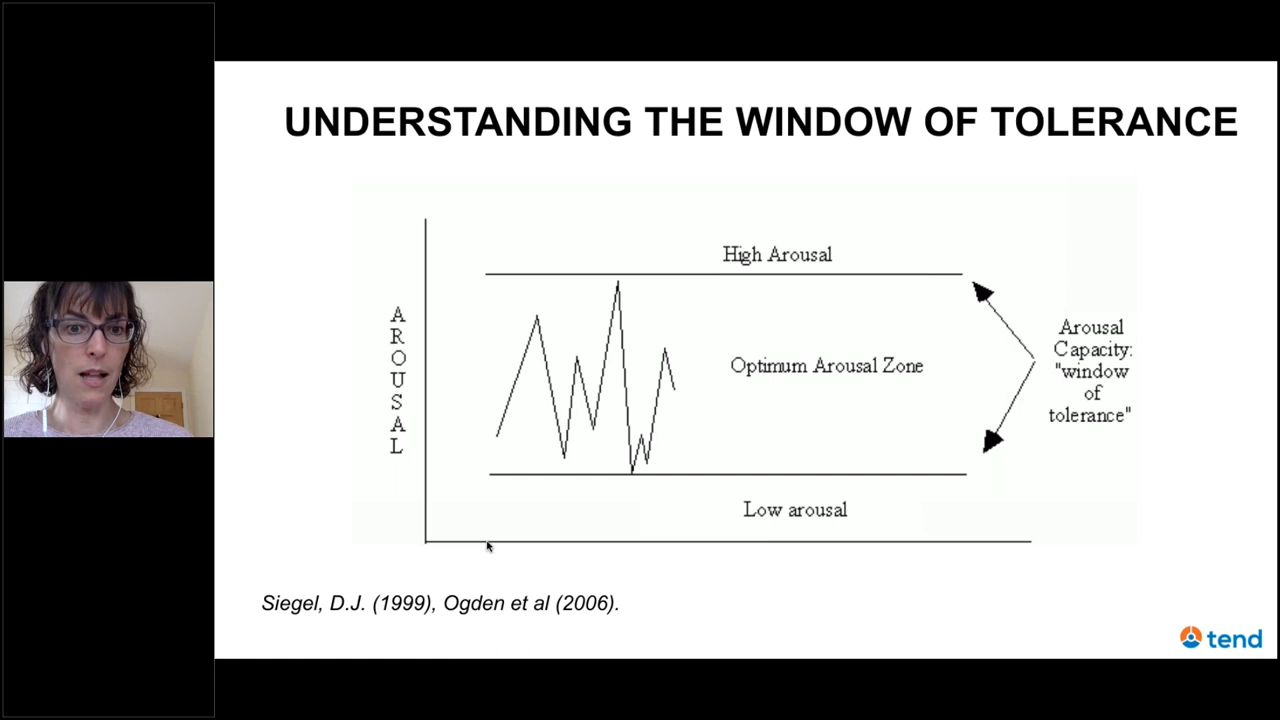 UNDERSTANDING THE WINDOW OF TOLERANCE
High Arousal
AROUSAL
Optimum Arousal Zone
Arousal
Capacity:
"window
of
tolerance"
Low arousal
Siegel, D.J. (1999), Ogden et al (2006).
tend